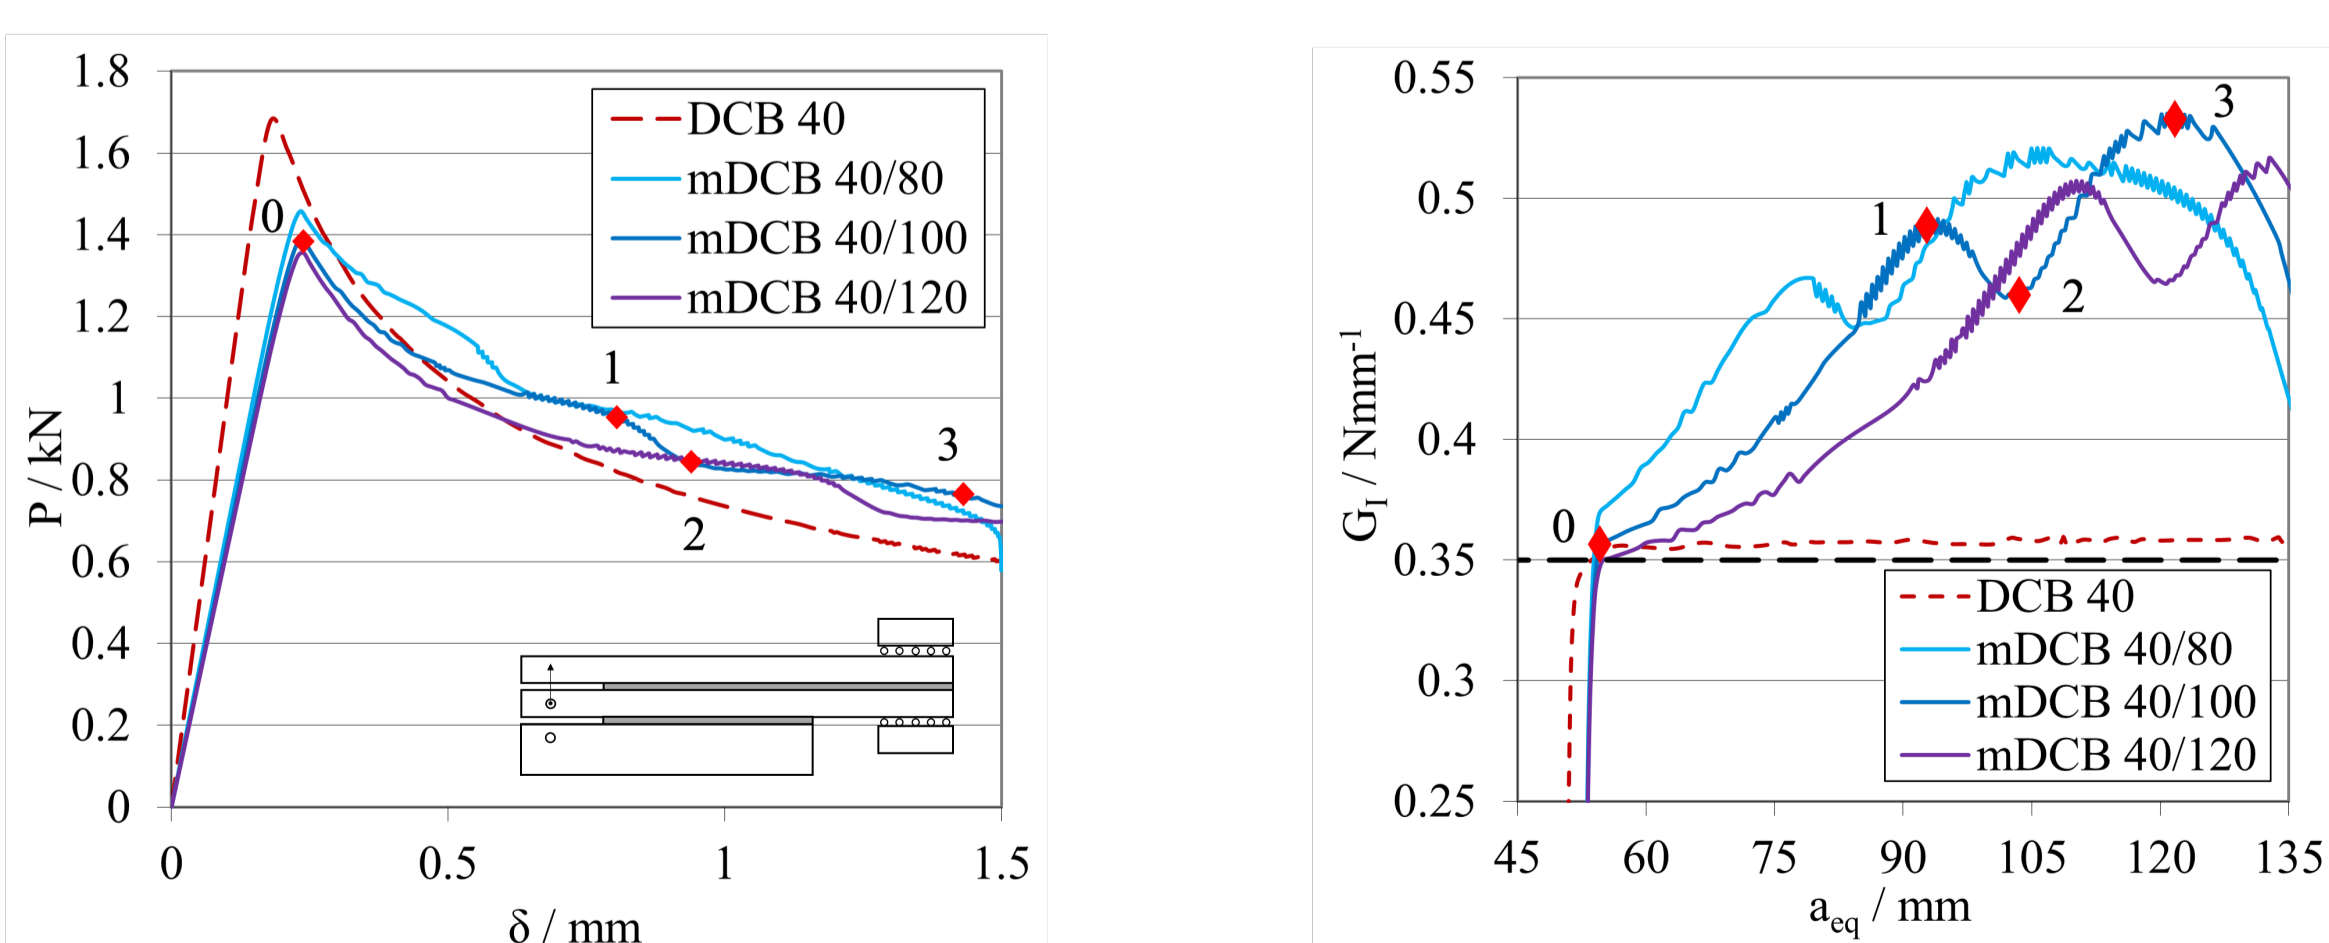 1.8
1.6
1.4
1.2
1
0.8
0.6
0.4
0.2
0
P / kN
0 0.5 1 1.5
δ / mm
DCB 40
mDCB 40/80
mDCB 40/100
mDCB 40/120
0
1
2
3
0.55
0.5
0.45
0.4
0.35
0.3
0.25
G_I / Nmm^-1
45 60 75 90 105 120 135
a_eq / mm
0
1
2
3
DCB 40
mDCB 40/80
mDCB 40/100
mDCB 40/120